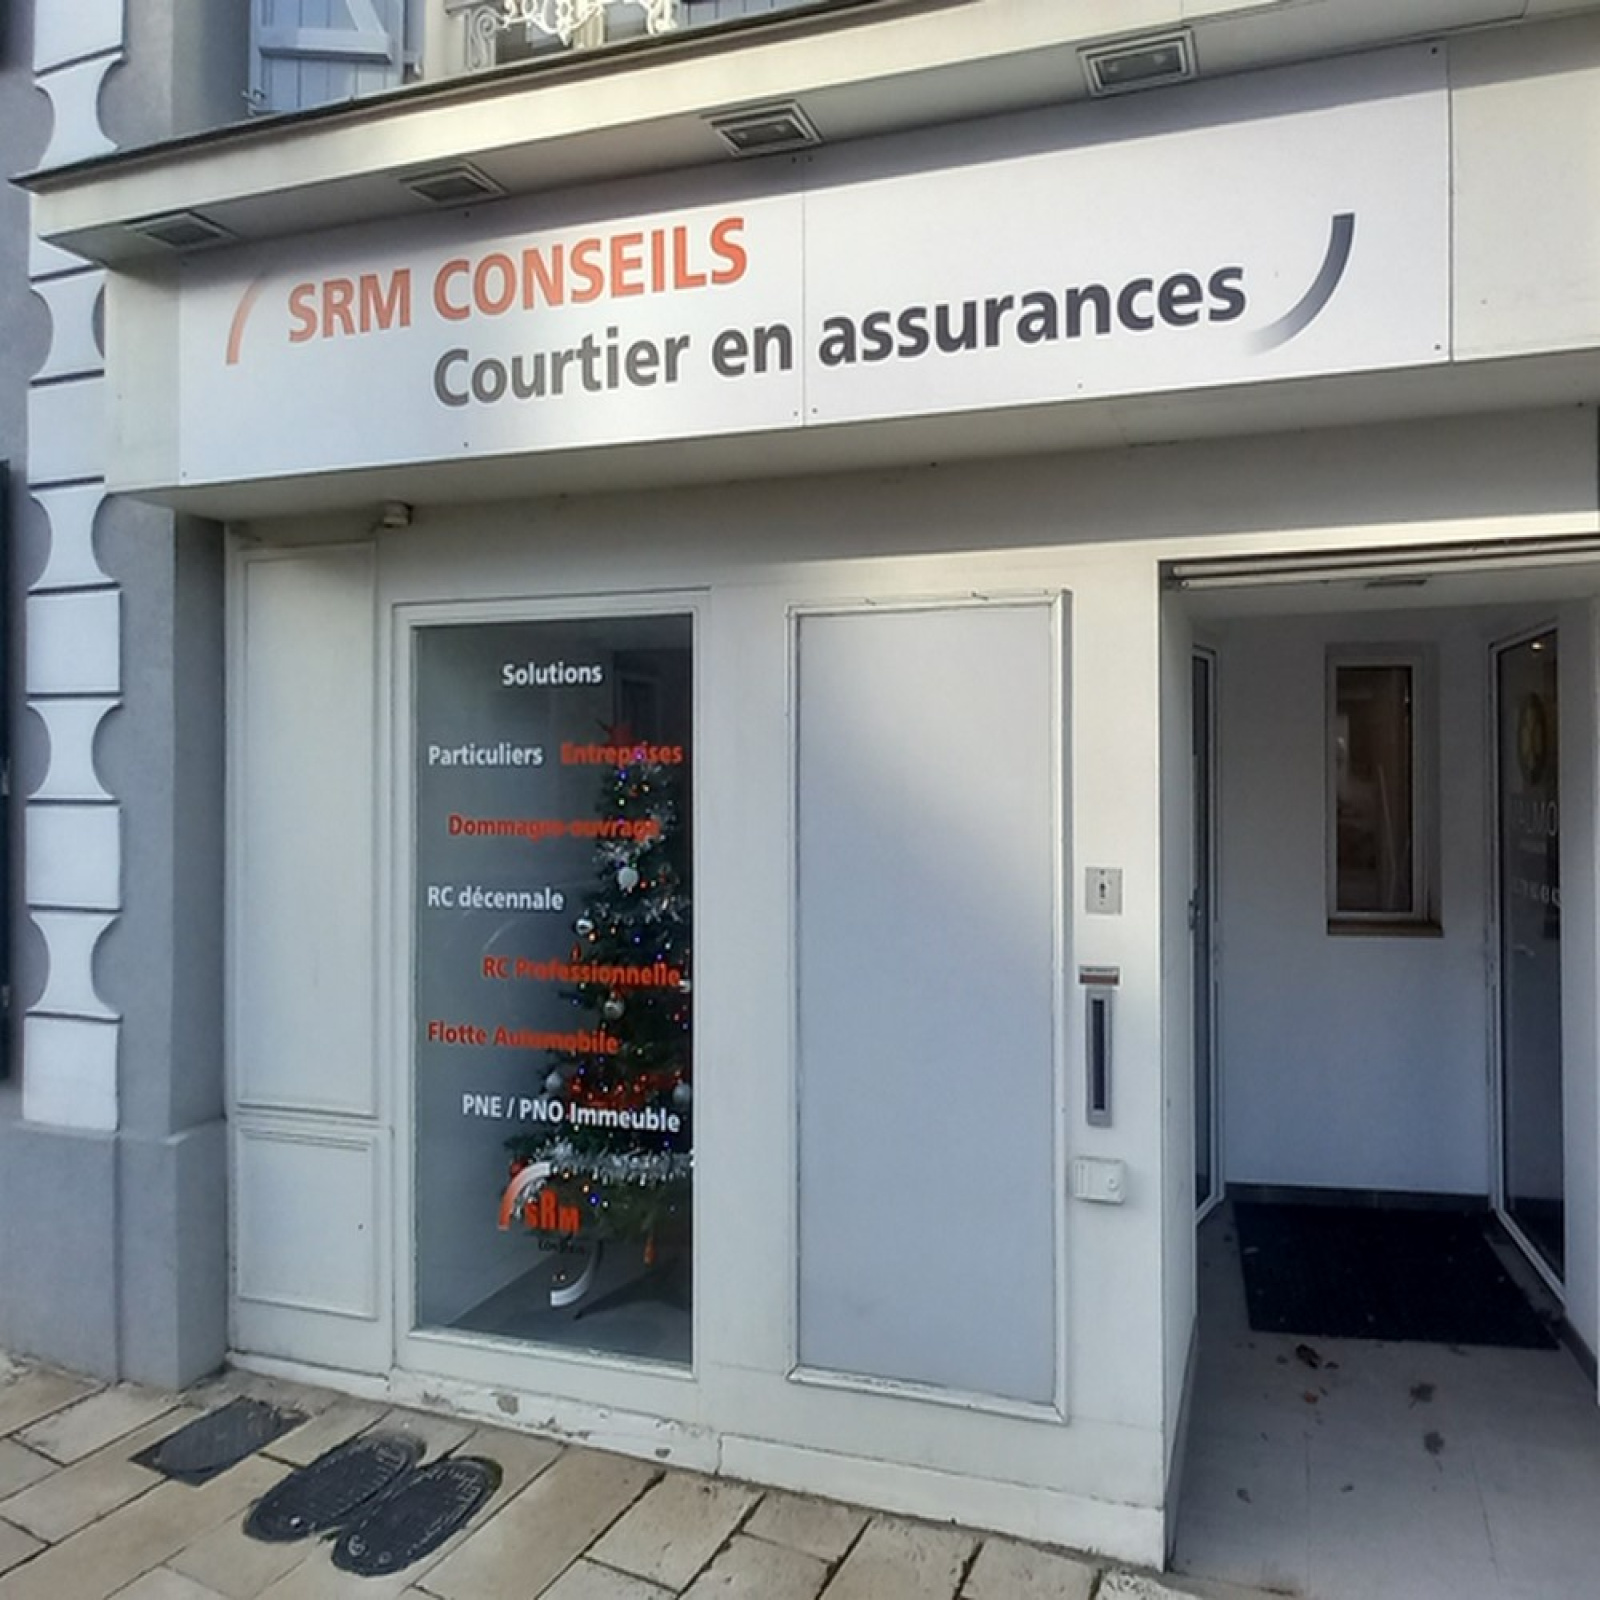 SRM CONSEILS
Courtier en assurances
Solutions
Particuliers Entreprises
Dommage-ouvrage
RC décennale
RC Professionnelle
Flotte Automobile
PNE / PNO Immeuble
SRM